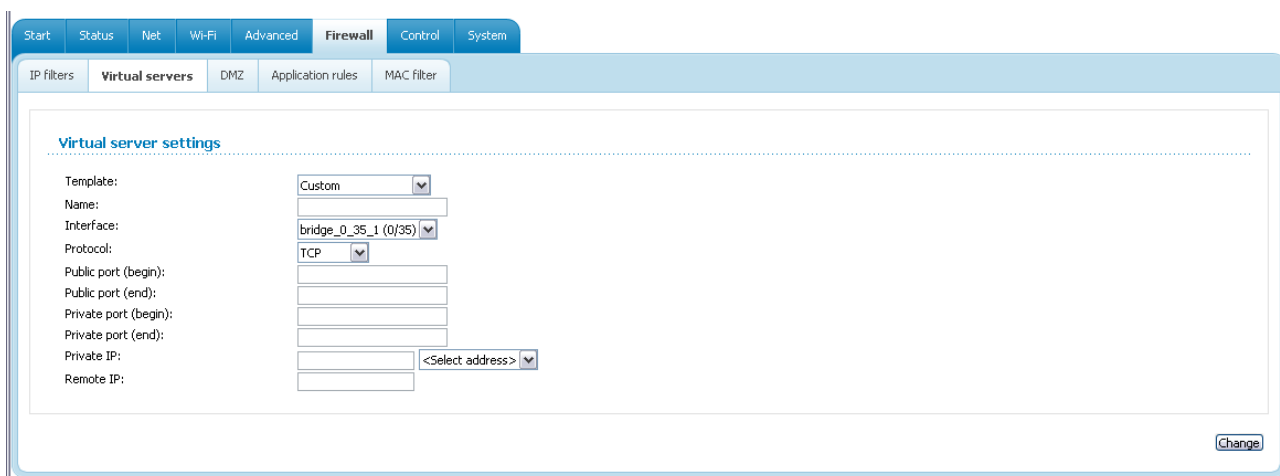 Start Status Net Wi-Fi Advanced Firewall Control System
IP filters Virtual servers DMZ Application rules MAC filter
Virtual server settings
Template: Custom
Name:
Interface: bridge_0_35_1 (0/35)
Protocol: TCP
Public port (begin):
Public port (end):
Private port (begin):
Private port (end):
Private IP: <Select address>
Remote IP:
Change